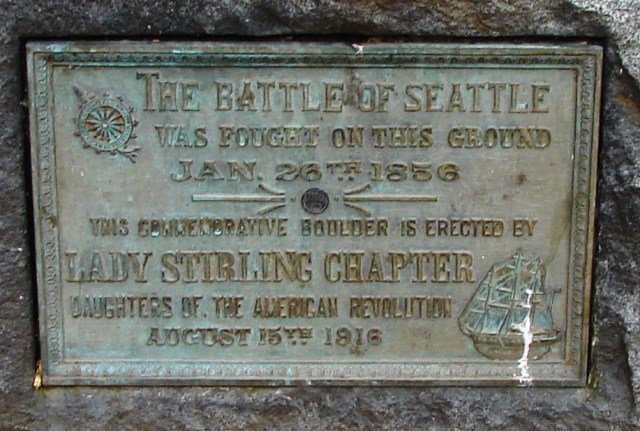 THE BATTLE OF SEATTLE
WAS FOUGHT ON THIS GROUND
JAN. 26TH 1856
THIS COMMEMORATIVE BOULDER IS ERECTED BY
LADY STIRLING CHAPTER
DAUGHTERS OF THE AMERICAN REVOLUTION
AUGUST 15TH 1916